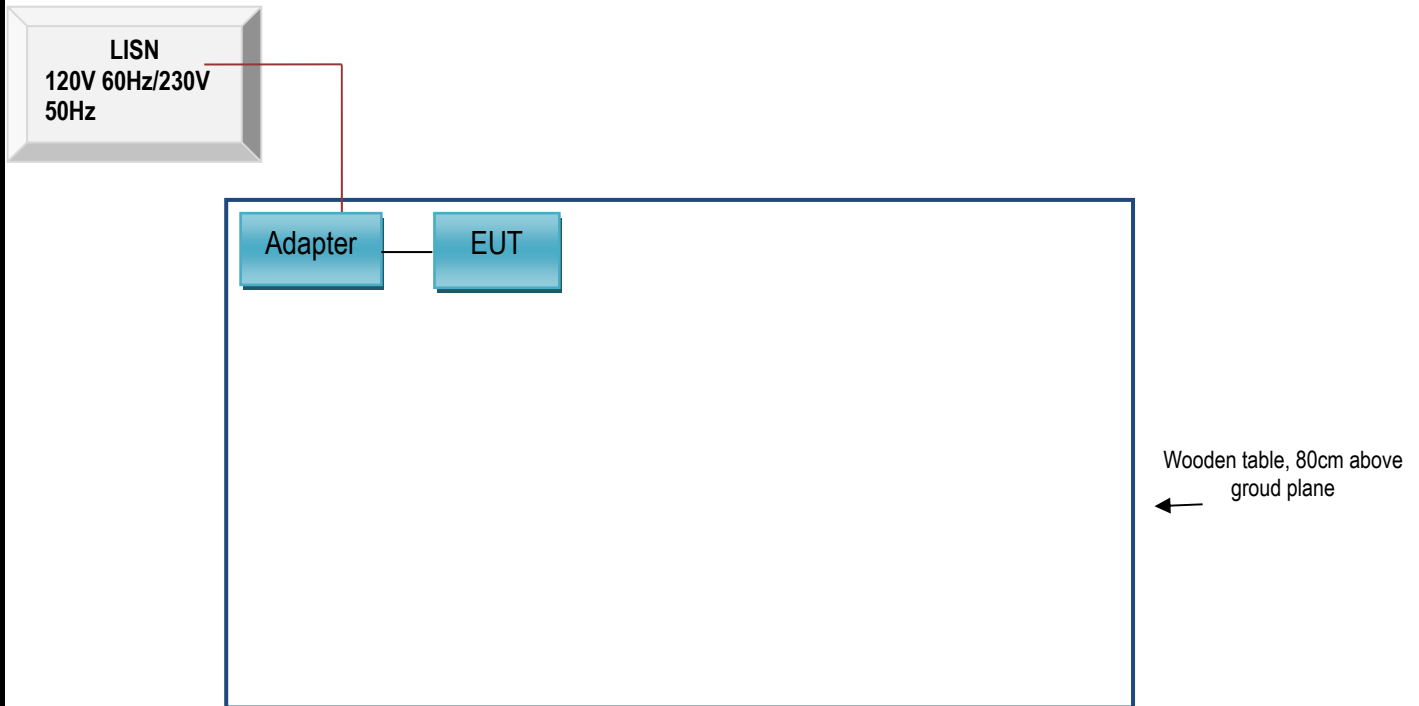 LISN
120V 60Hz/230V
50Hz
Adapter
EUT
Wooden table, 80cm above
groud plane